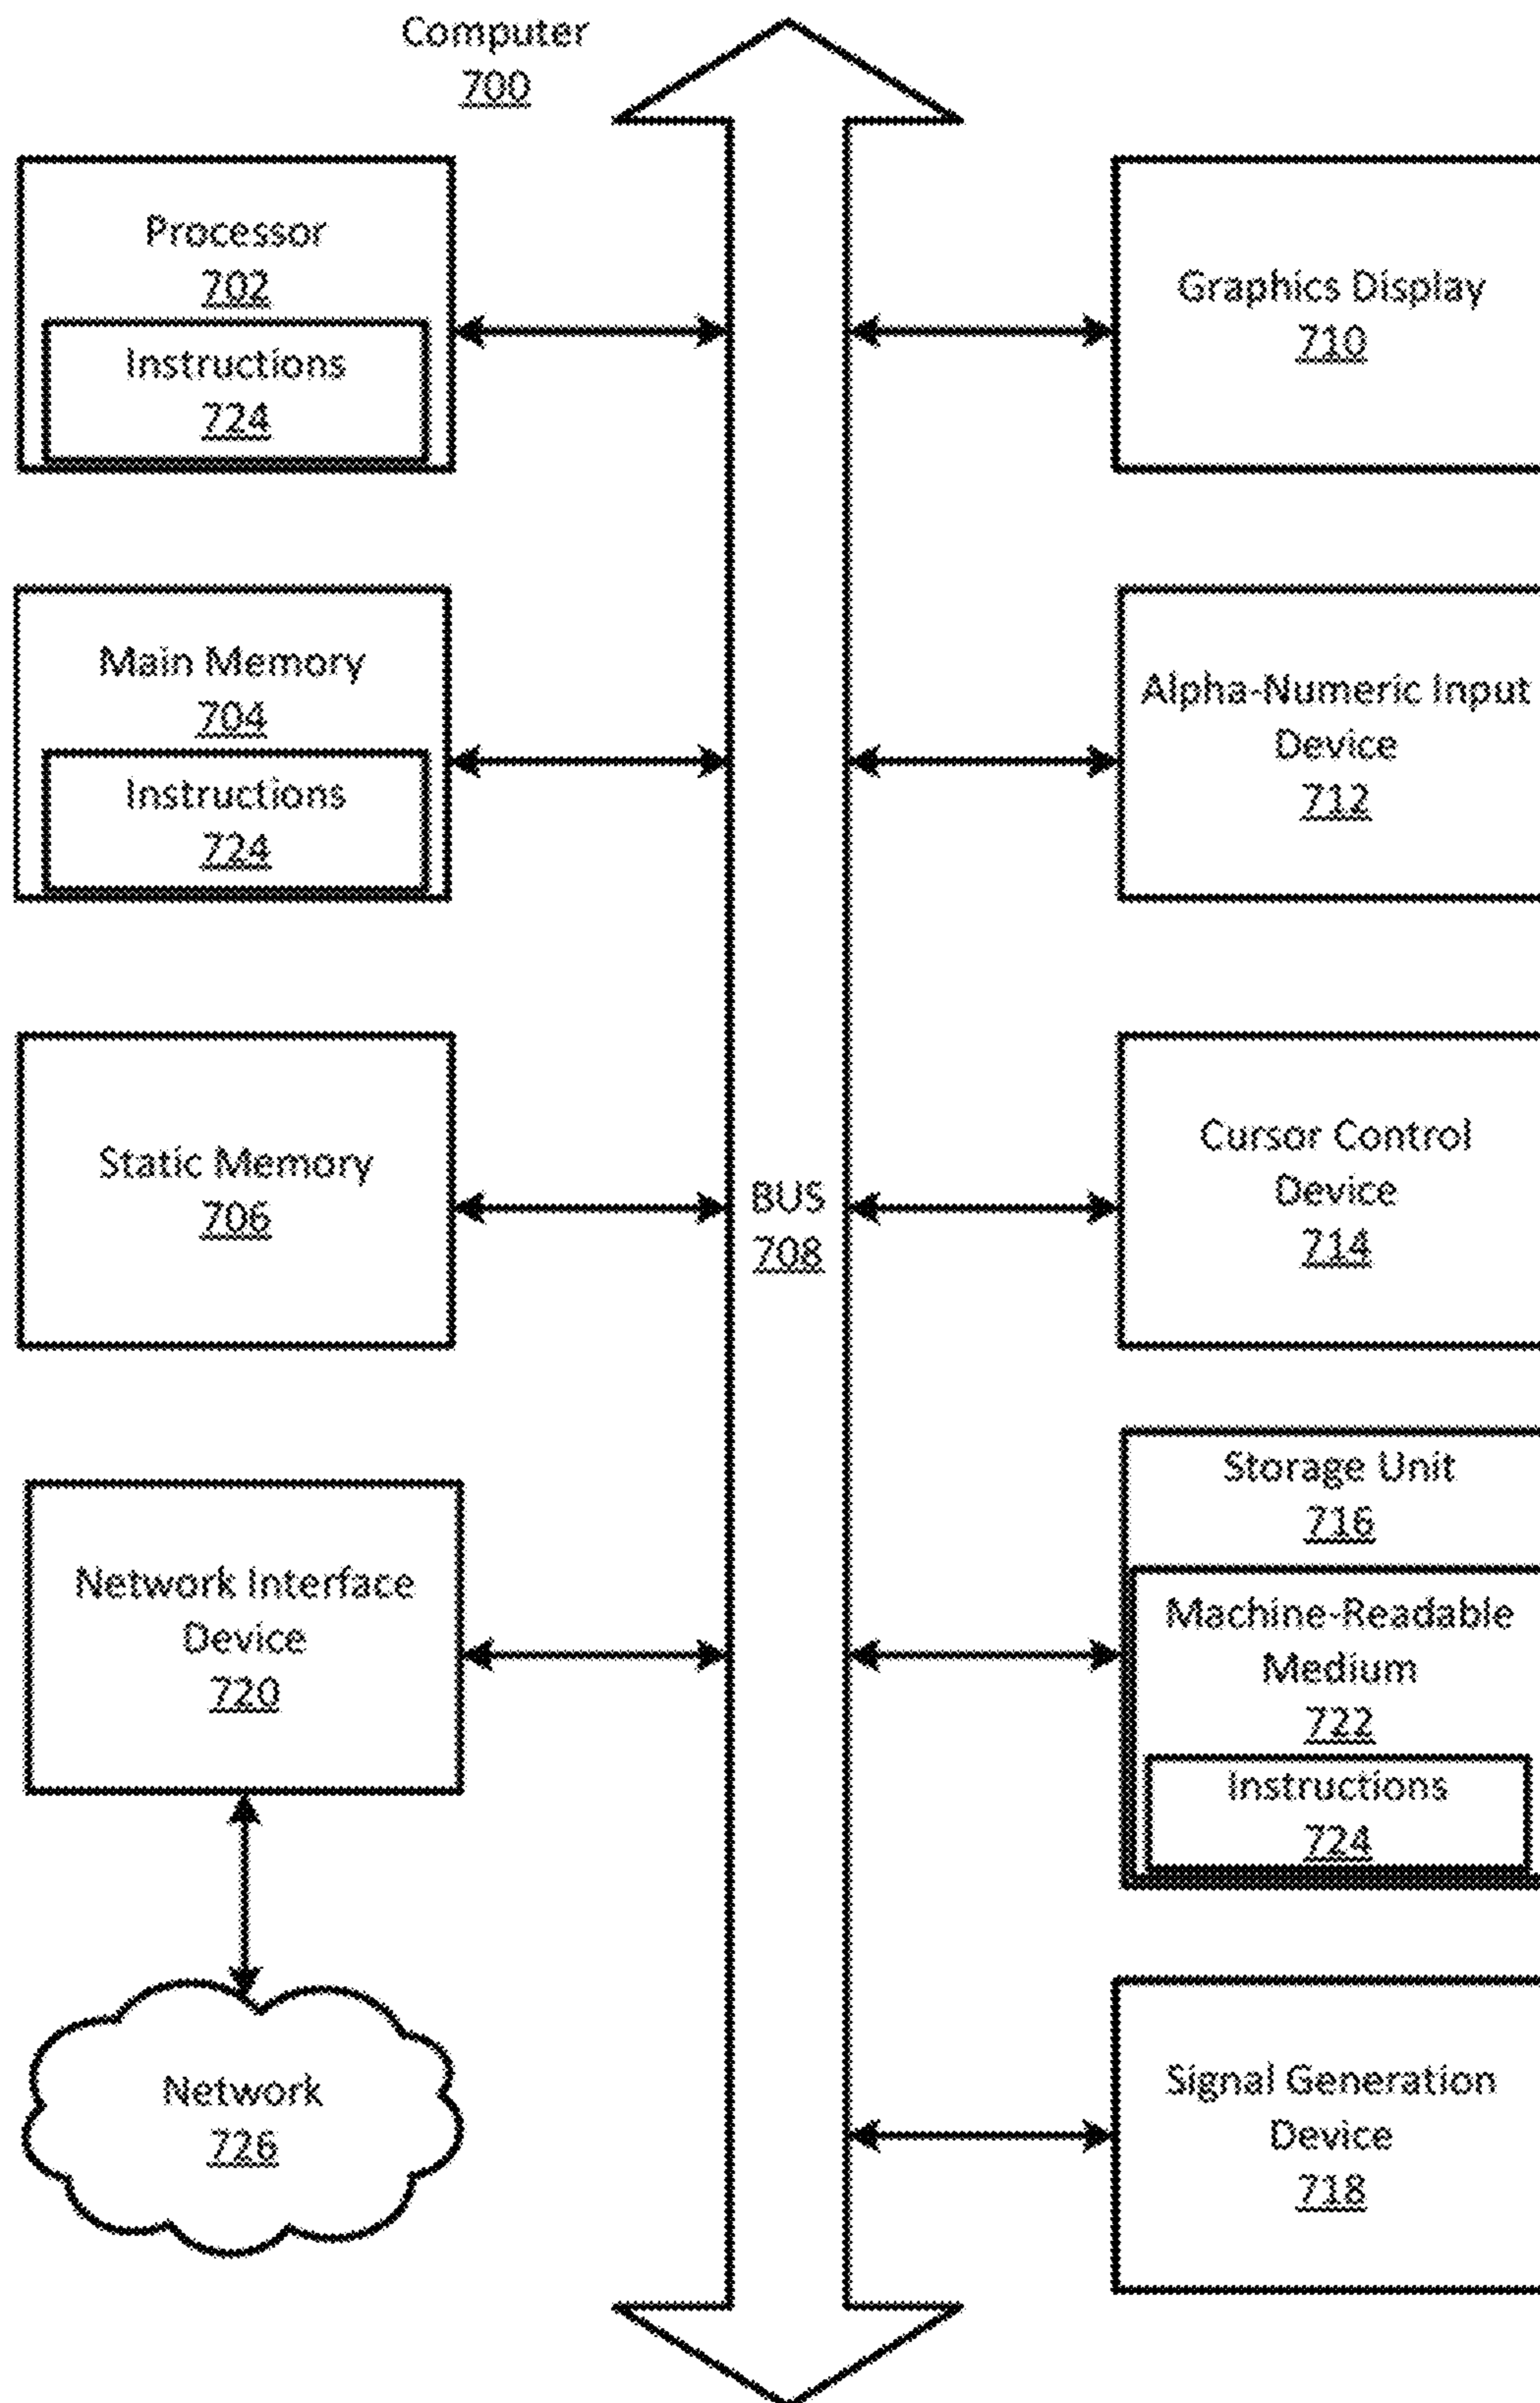 Computer
700
Processor
702
Instructions
724
Graphics Display
710
Main Memory
704
Instructions
724
Alpha-Numeric Input
Device
712
Static Memory
706
BUS
708
Cursor Control
Device
714
Network Interface
Device
720
Storage Unit
716
Machine-Readable
Medium
722
Instructions
724
Network
726
Signal Generation
Device
718